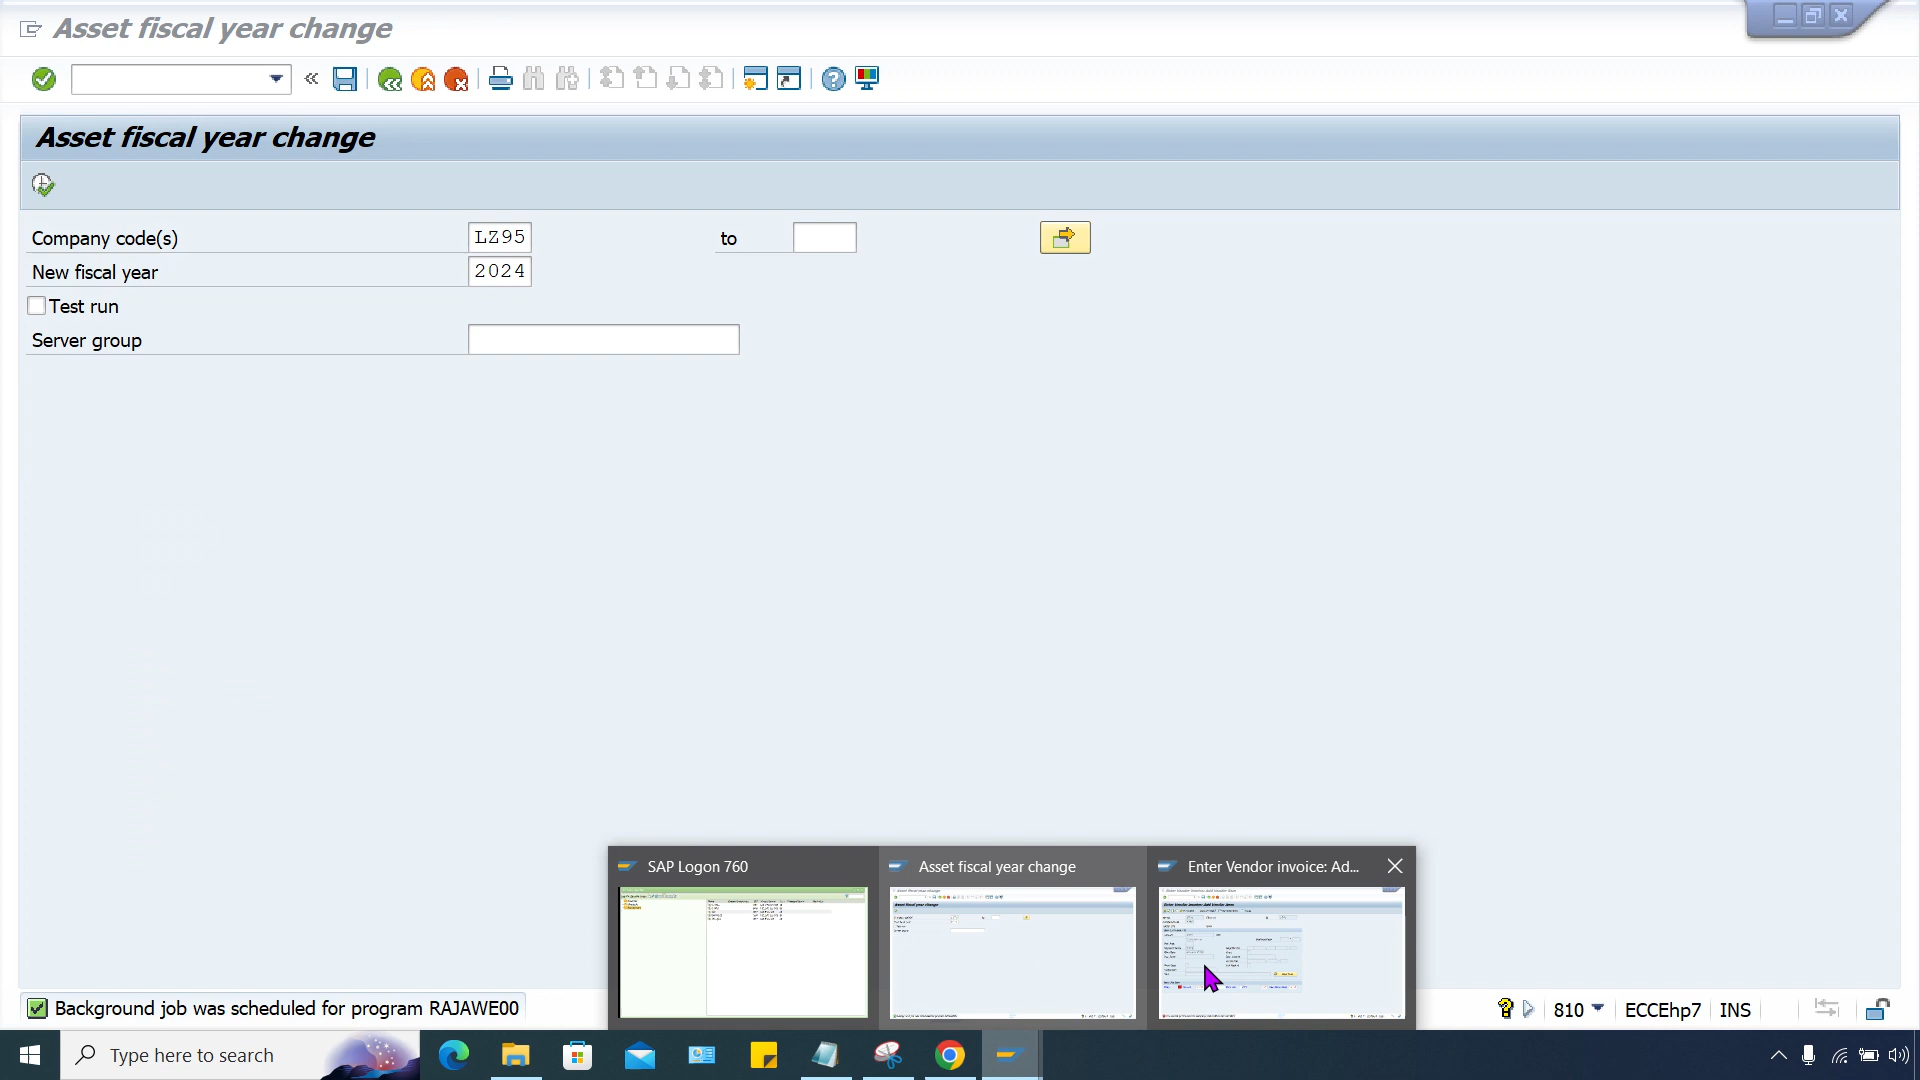 Asset fiscal year change
«
Asset fiscal year change
Company code(s) LZ95 to
New fiscal year 2024
Test run
Server group
SAP Logon 760
Asset fiscal year change
Enter Vendor invoice: Ad...
Background job was scheduled for program RAJAWE00
810
ECCEhp7
INS
Type here to search